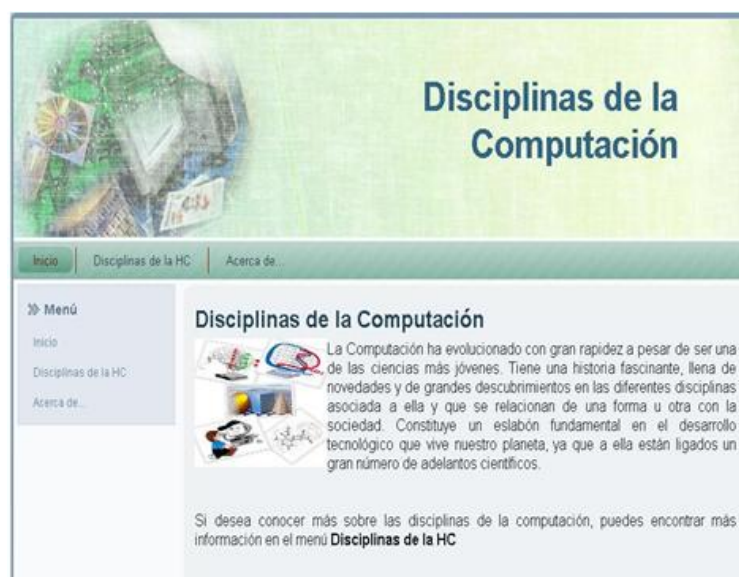 Disciplinas de la
Computación
Inicio
Disciplinas de la HC
Acerca de...
Menú
Inicio
Disciplinas de la HC
Acerca de...
Disciplinas de la Computación
La Computación ha evolucionado con gran rapidez a pesar de ser una
de las ciencias más jóvenes. Tiene una historia fascinante, llena de
novedades y de grandes descubrimientos en las diferentes disciplinas
asociada a ella y que se relacionan de una forma u otra con la
sociedad. Constituye un eslabón fundamental en el desarrollo
tecnológico que vive nuestro planeta, ya que a ella están ligados un
gran número de adelantos científicos.
Si desea conocer más sobre las disciplinas de la computación, puedes encontrar más
información en el menú Disciplinas de la HC